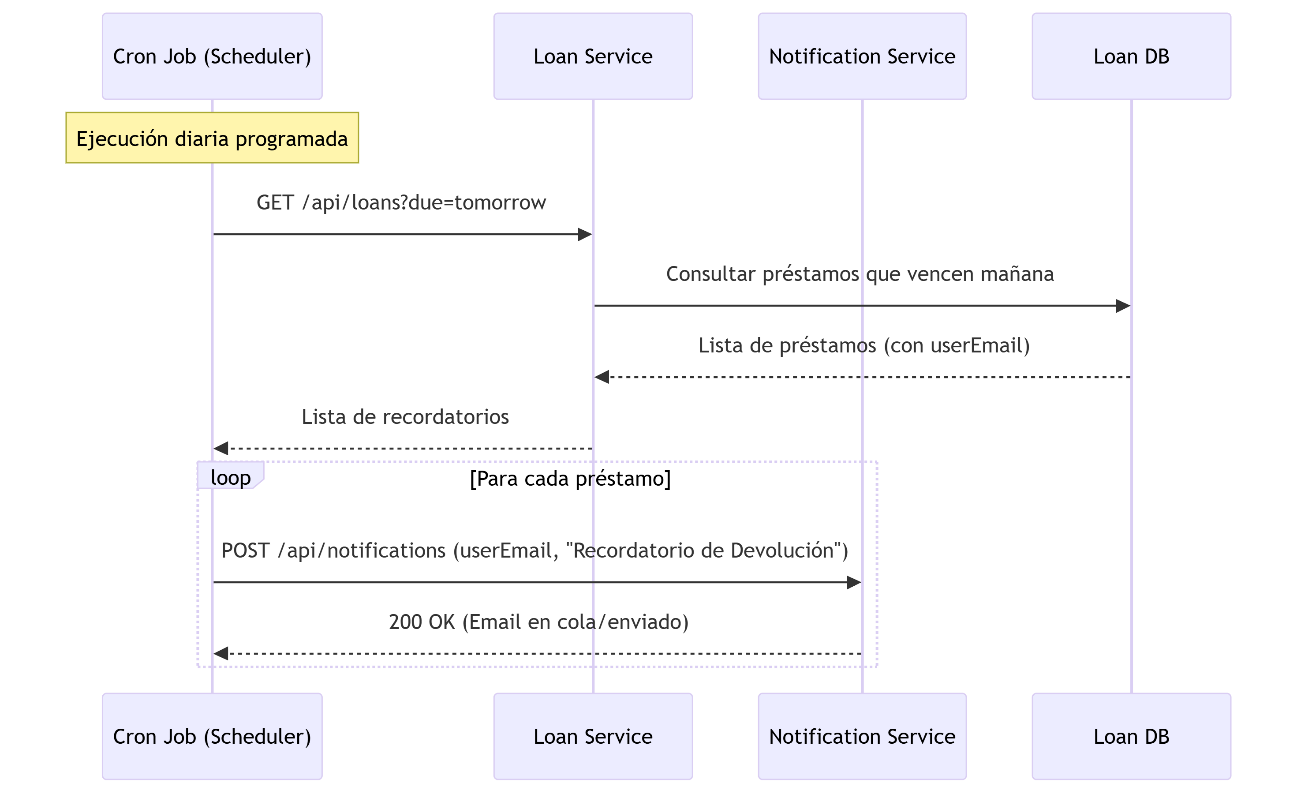 Cron Job (Scheduler)
Loan Service
Notification Service
Loan DB
Ejecución diaria programada
GET /api/loans?due=tomorrow
Consultar préstamos que vencen mañana
Lista de préstamos (con userEmail)
Lista de recordatorios
loop
[Para cada préstamo]
POST /api/notifications (userEmail, "Recordatorio de Devolución")
200 OK (Email en cola/enviado)
Cron Job (Scheduler)
Loan Service
Notification Service
Loan DB